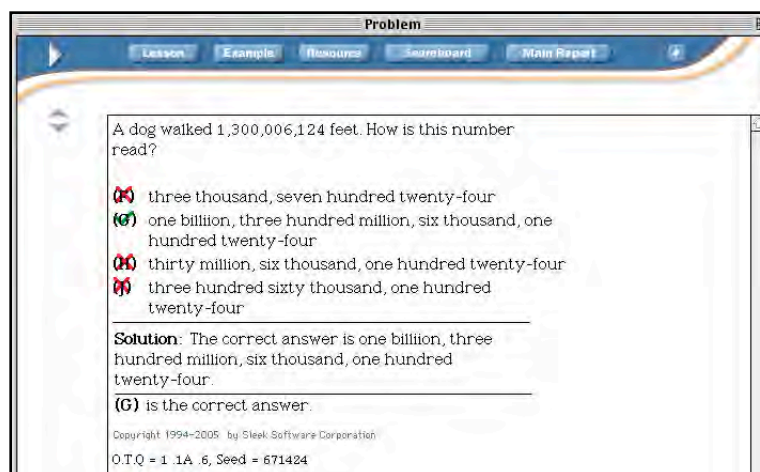 Problem
Lesson Example Resource Scoreboard Main Report
A dog walked 1,300,006,124 feet. How is this number
read?
(F) three thousand, seven hundred twenty-four
(G) one billiion, three hundred million, six thousand, one
hundred twenty-four
(H) thirty million, six thousand, one hundred twenty-four
(J) three hundred sixty thousand, one hundred
twenty-four
Solution: The correct answer is one billiion, three
hundred million, six thousand, one hundred
twenty-four.
(G) is the correct answer.
Copyright 1994-2005 by Sleek Software Corporation
O.T.Q = 1 .1A .6, Seed = 671424